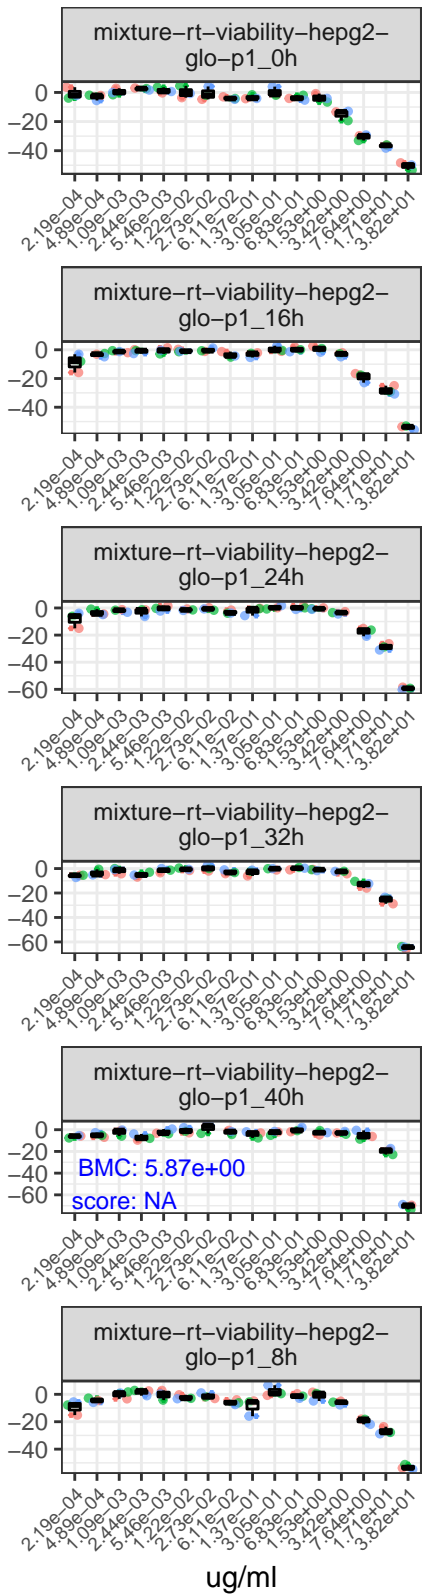 mixture−rt−viability−hepg2−
glo−p1_0h
0
−20
−40
2.19e−04
4.89e−04
1.09e−03
2.44e−03
5.46e−03
1.22e−02
2.73e−02
6.11e−02
1.37e−01
3.05e−01
6.83e−01
1.53e+00
3.42e+00
7.64e+00
1.71e+01
3.82e+01
mixture−rt−viability−hepg2−
glo−p1_16h
0
−20
−40
2.19e−04
4.89e−04
1.09e−03
2.44e−03
5.46e−03
1.22e−02
2.73e−02
6.11e−02
1.37e−01
3.05e−01
6.83e−01
1.53e+00
3.42e+00
7.64e+00
1.71e+01
3.82e+01
mixture−rt−viability−hepg2−
glo−p1_24h
0
−20
−40
−60
2.19e−04
4.89e−04
1.09e−03
2.44e−03
5.46e−03
1.22e−02
2.73e−02
6.11e−02
1.37e−01
3.05e−01
6.83e−01
1.53e+00
3.42e+00
7.64e+00
1.71e+01
3.82e+01
mixture−rt−viability−hepg2−
glo−p1_32h
0
−20
−40
−60
2.19e−04
4.89e−04
1.09e−03
2.44e−03
5.46e−03
1.22e−02
2.73e−02
6.11e−02
1.37e−01
3.05e−01
6.83e−01
1.53e+00
3.42e+00
7.64e+00
1.71e+01
3.82e+01
mixture−rt−viability−hepg2−
glo−p1_40h
0
−20
−40
−60
BMC: 5.87e+00
score: NA
2.19e−04
4.89e−04
1.09e−03
2.44e−03
5.46e−03
1.22e−02
2.73e−02
6.11e−02
1.37e−01
3.05e−01
6.83e−01
1.53e+00
3.42e+00
7.64e+00
1.71e+01
3.82e+01
mixture−rt−viability−hepg2−
glo−p1_8h
0
−20
−40
2.19e−04
4.89e−04
1.09e−03
2.44e−03
5.46e−03
1.22e−02
2.73e−02
6.11e−02
1.37e−01
3.05e−01
6.83e−01
1.53e+00
3.42e+00
7.64e+00
1.71e+01
3.82e+01
ug/ml